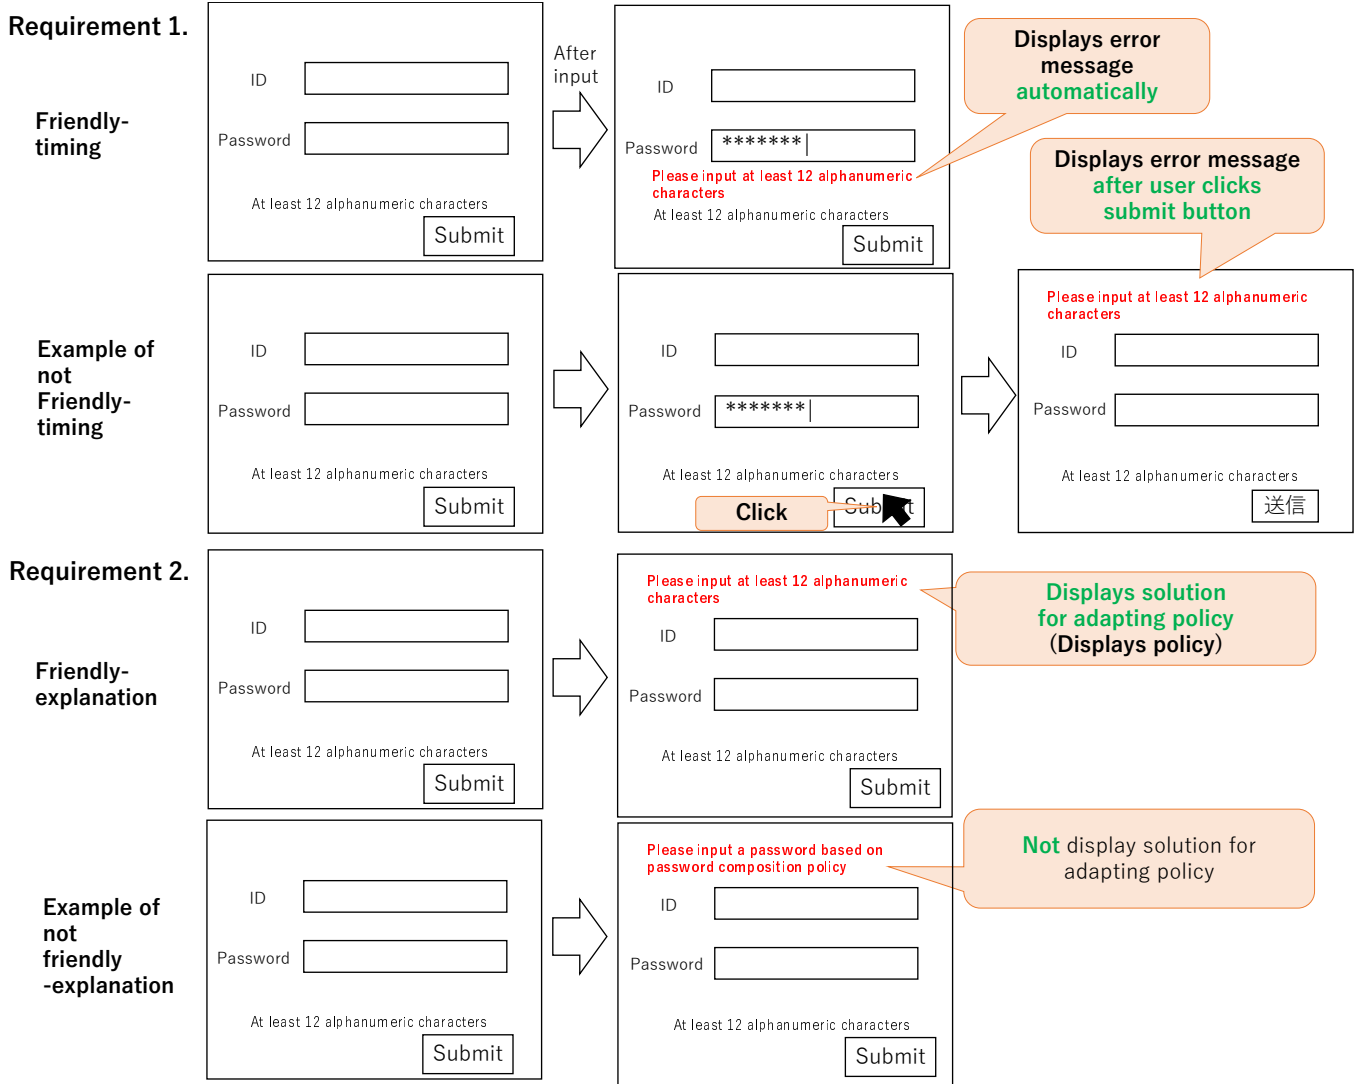 Requirement 1.
Friendly-
timing
ID
Password
At least 12 alphanumeric characters
Submit
After
input
ID
Password
*******|
Please input at least 12 alphanumeric
characters
At least 12 alphanumeric characters
Submit
Displays error
message
automatically
Displays error message
after user clicks
submit button
Example of
not
Friendly-
timing
ID
Password
At least 12 alphanumeric characters
Submit
ID
Password
*******|
At least 12 alphanumeric characters
Click
Submit
Please input at least 12 alphanumeric
characters
ID
Password
At least 12 alphanumeric characters
送信
Requirement 2.
Friendly-
explanation
ID
Password
At least 12 alphanumeric characters
Submit
Please input at least 12 alphanumeric
characters
ID
Password
At least 12 alphanumeric characters
Submit
Displays solution
for adapting policy
(Displays policy)
Example of
not
friendly
-explanation
ID
Password
At least 12 alphanumeric characters
Submit
Please input a password based on
password composition policy
ID
Password
At least 12 alphanumeric characters
Submit
Not display solution for
adapting policy